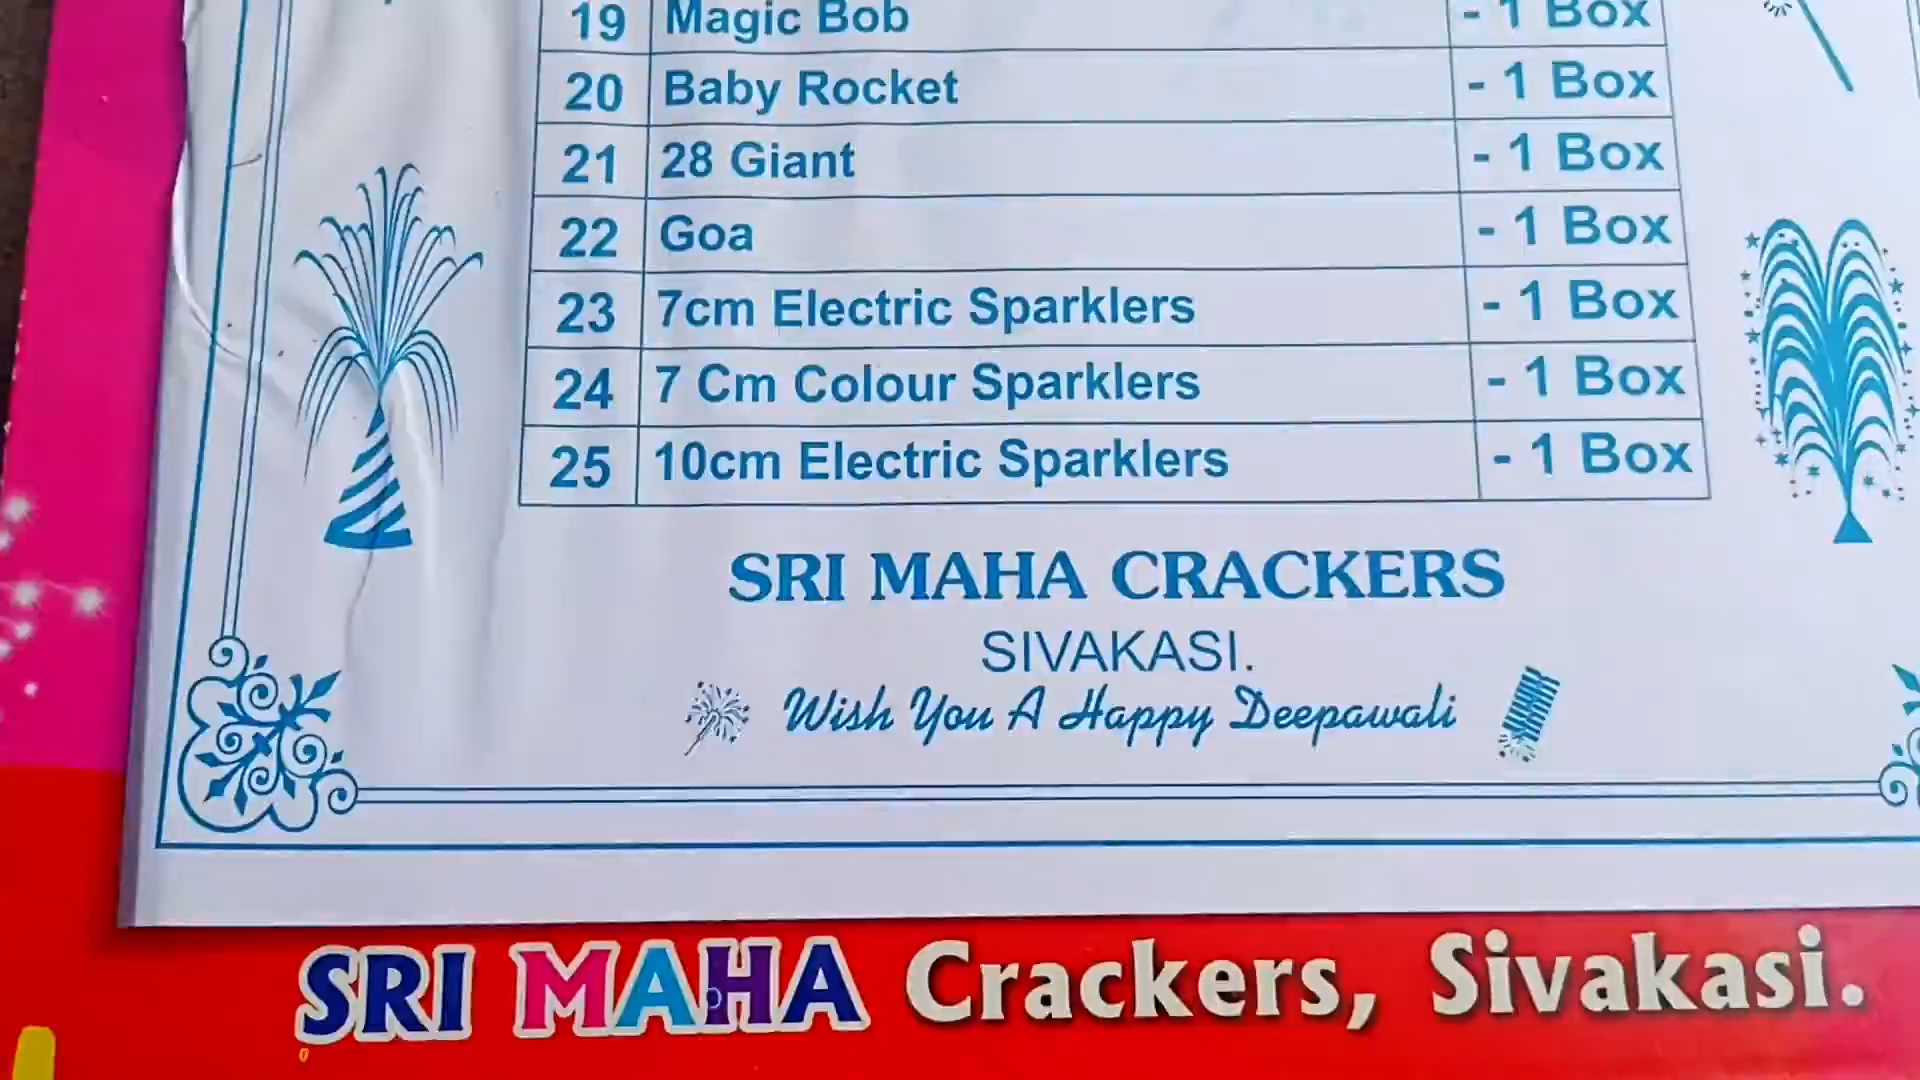 19 Magic Bob - 1 Box
20 Baby Rocket - 1 Box
21 28 Giant - 1 Box
22 Goa - 1 Box
23 7cm Electric Sparklers - 1 Box
24 7 Cm Colour Sparklers - 1 Box
25 10cm Electric Sparklers - 1 Box
SRI MAHA CRACKERS
SIVAKASI.
Wish You A Happy Deepawali
SRI MAHA Crackers, Sivakasi.